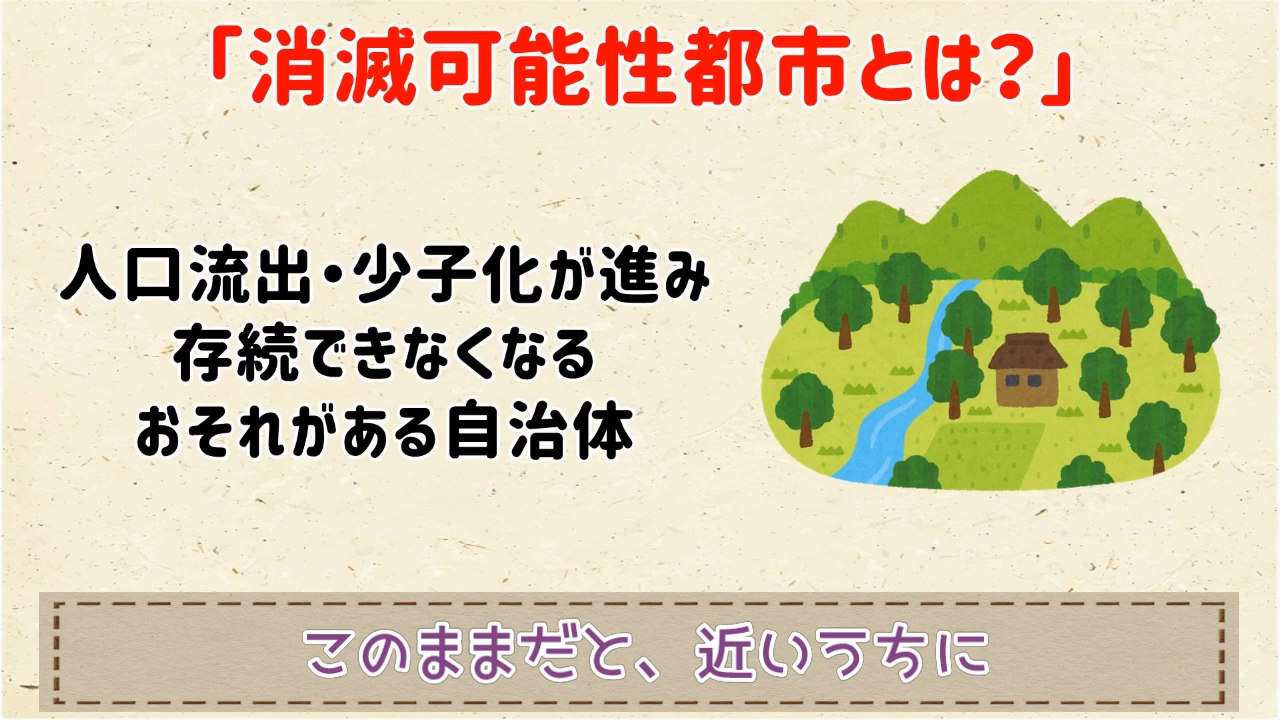 「消滅可能性都市とは?」
人口流出・少子化が進み
存続できなくなる
おそれがある自治体
このままだと、近いうちに